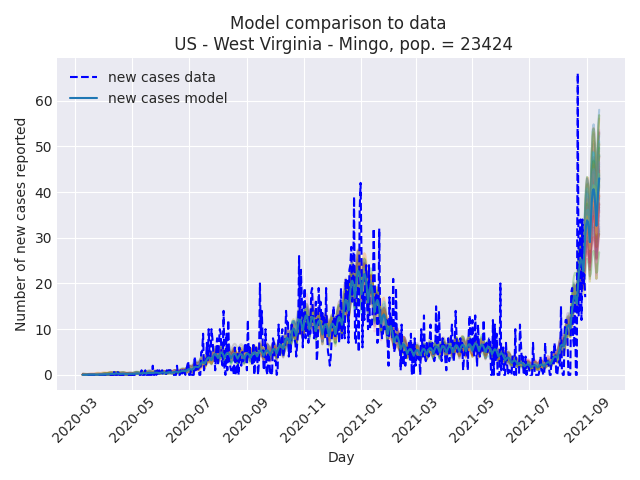 Model comparison to data
US - West Virginia - Mingo, pop. = 23424
new cases data
new cases model
Number of new cases reported
60
50
40
30
20
10
0
2020-03
2020-05
2020-07
2020-09
2020-11
2021-01
2021-03
2021-05
2021-07
2021-09
Day